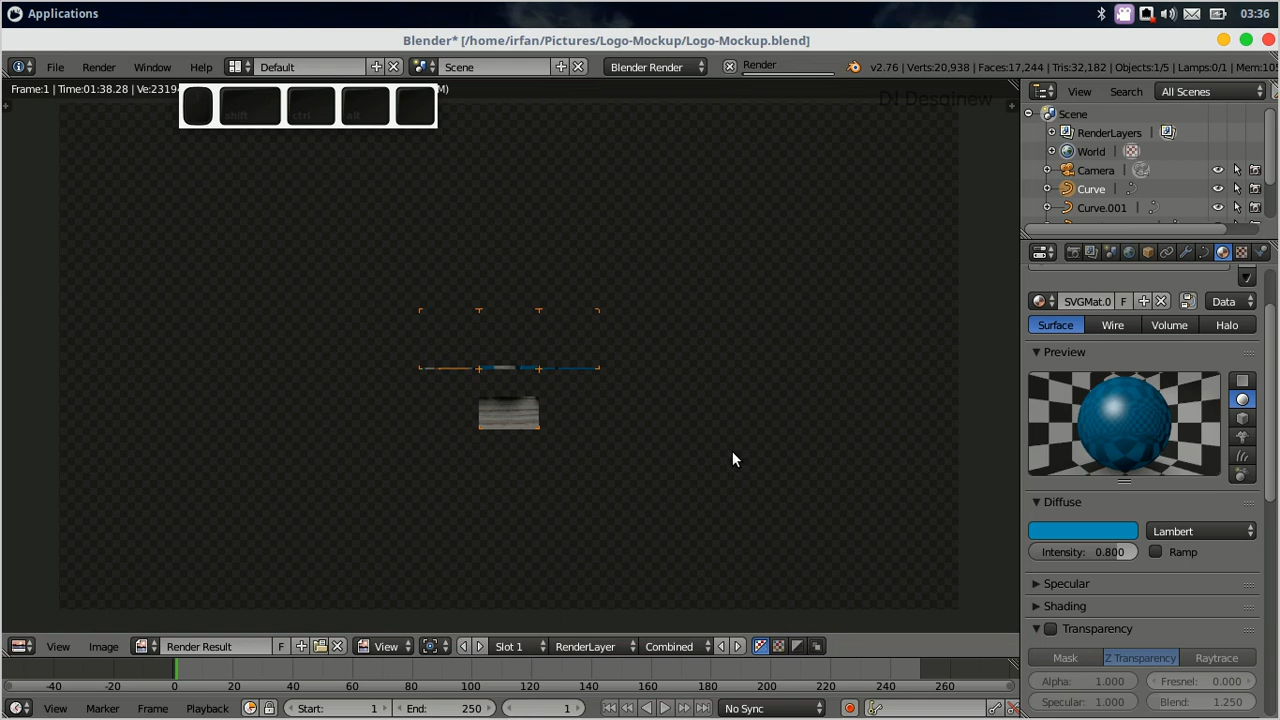 Applications
03:36
Blender* [/home/irfan/Pictures/Logo-Mockup/Logo-Mockup.blend]
File Render Window Help Default Scene Blender Render Render v2.76 | Verts:20,938 | Faces:17,244 | Tris:32,182 | Objects:1/5 | Lamps:0/1 |
Frame:1 | Time:01:38.28 |
shift ctrl alt
DJ Desainew
View Search All Scenes
Scene
RenderLayers
World
Camera
Curve
Curve.001
SVGMat.0 F Data
Surface Wire Volume Halo
Preview
Diffuse
Lambert
Intensity: 0.800 Ramp
Specular
Shading
Transparency
Mask Z Transparency Raytrace
Alpha: 1.000 Fresnel: 0.000
Specular: 1.000 Blend: 1.250
View Image Render Result F View Slot 1 RenderLayer Combined
-40 -20 0 20 40 60 80 100 120 140 160 180 200 220 240 260
View Marker Frame Playback Start: 1 End: 250 1 No Sync